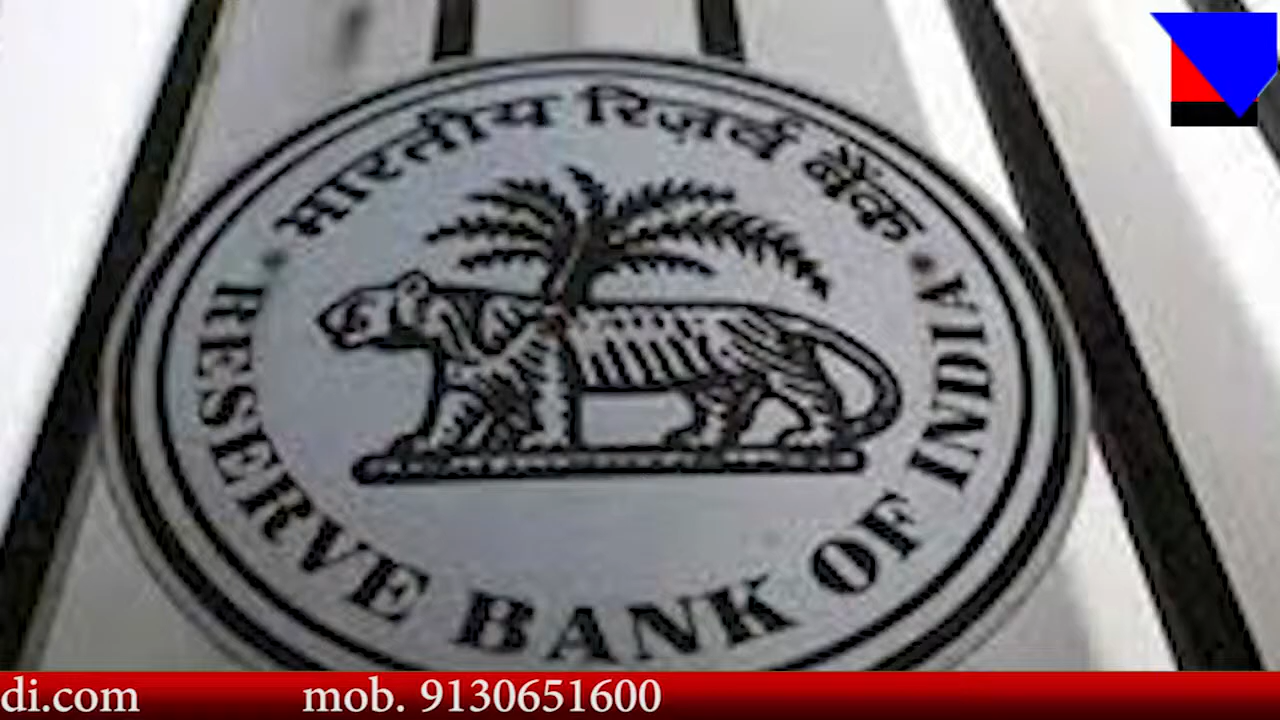 भारतीय रिज़र्व बैंक
RESERVE BANK OF INDIA
di.com mob. 9130651600